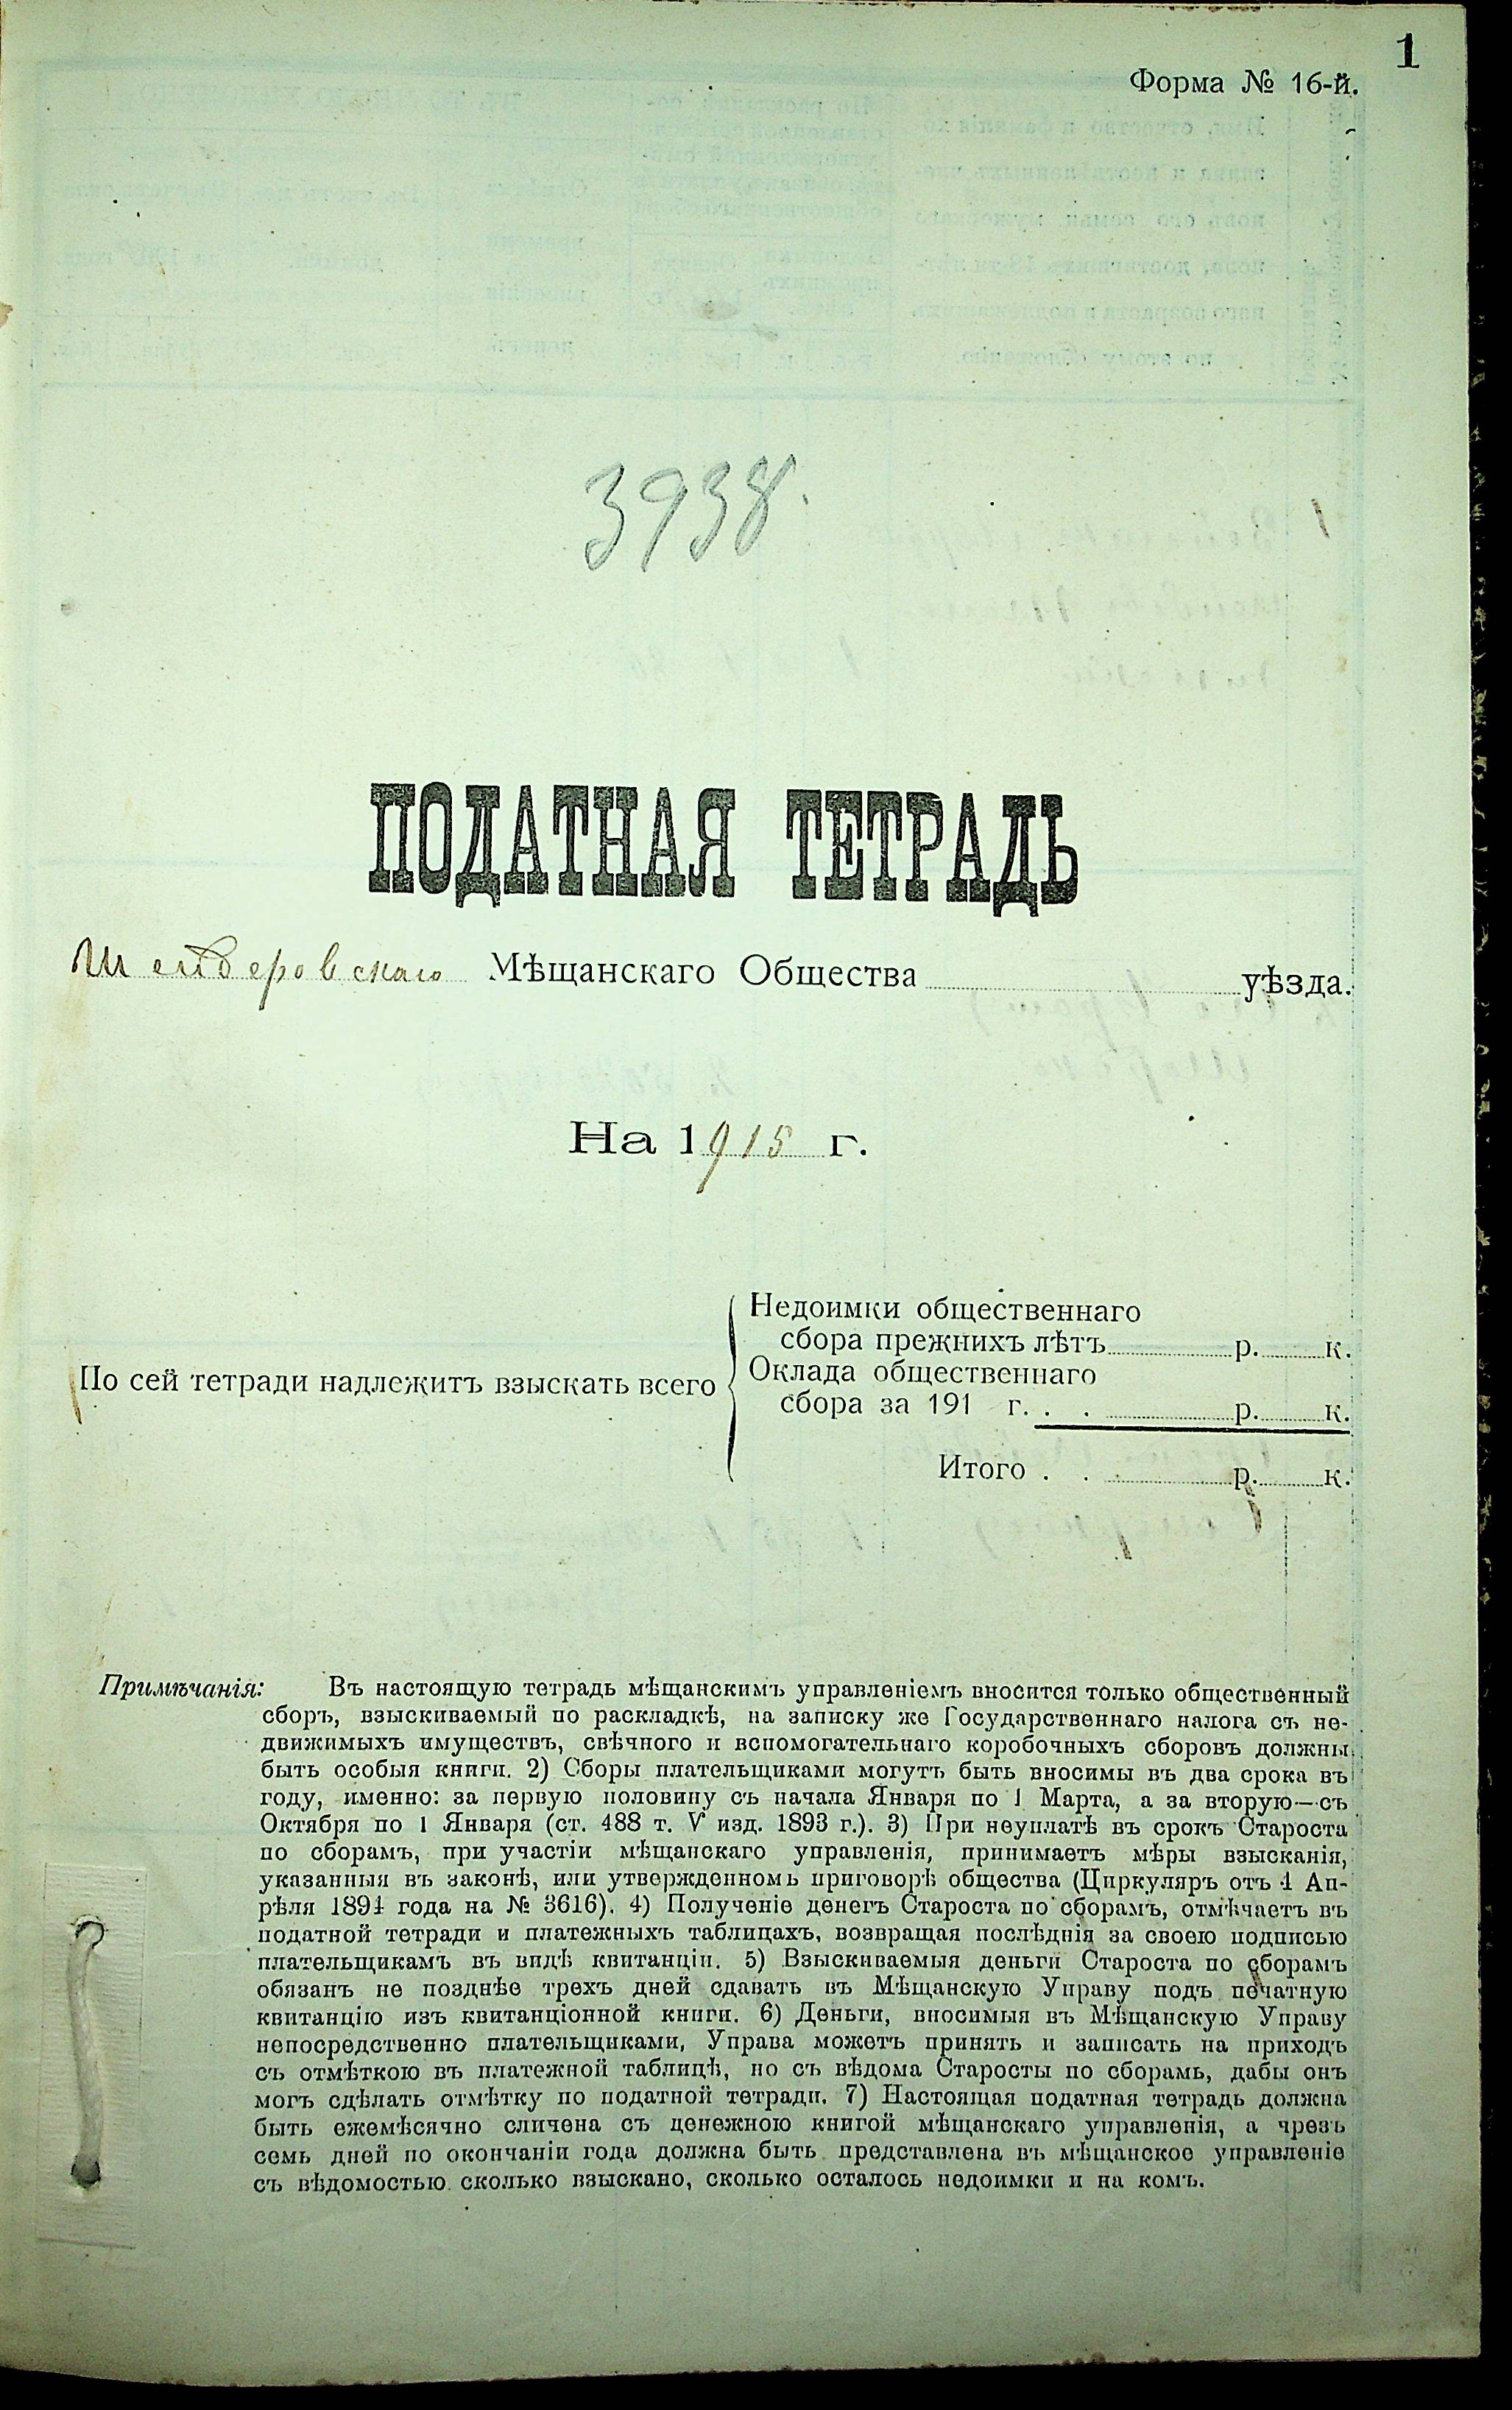 1
Форма № 16-й.
3938.
ПОДАТНАЯ ТЕТРАДЬ
Шендеровскаго Мѣщанскаго Общества уѣзда.
На 1915 г.
Недоимки общественнаго
сбора прежнихъ лѣтъ р. к.
По сей тетради надлежитъ взыскать всего
Оклада общественнаго
сбора за 191 г. . . р. к.
Итого . . р. к.
Примѣчанія: Въ настоящую тетрадь мѣщанскимъ управленіемъ вносится только общественный
сборъ, взыскиваемый по раскладкѣ, на записку же Государственнаго налога съ не-
движимыхъ имуществъ, свѣчного и вспомогательнаго коробочныхъ сборовъ должны
быть особыя книги. 2) Сборы плательщиками могутъ быть вносимы въ два срока въ
году, именно: за первую половину съ начала Января по 1 Марта, а за вторую—съ
Октября по 1 Января (ст. 488 т. V изд. 1893 г.). 3) При неуплатѣ въ срокъ Староста
по сборамъ, при участіи мѣщанскаго управленія, принимаетъ мѣры взысканія,
указанныя въ законѣ, или утвержденномъ приговорѣ общества (Циркуляръ отъ 4 Ап-
рѣля 1894 года на № 3616). 4) Полученіе денегъ Староста по сборамъ, отмѣчаетъ въ
податной тетради и платежныхъ таблицахъ, возвращая послѣднія за своею подписью
плательщикамъ въ видѣ квитанціи. 5) Взыскиваемыя деньги Староста по сборамъ
обязанъ не позднѣе трехъ дней сдавать въ Мѣщанскую Управу подъ печатную
квитанцію изъ квитанціонной книги. 6) Деньги, вносимыя въ Мѣщанскую Управу
непосредственно плательщиками, Управа можетъ принять и записать на приходъ
съ отмѣткою въ платежной таблицѣ, но съ вѣдома Старосты по сборамъ, дабы онъ
могъ сдѣлать отмѣтку по податной тетради. 7) Настоящая податная тетрадь должна
быть ежемѣсячно сличена съ денежною книгой мѣщанскаго управленія, а чрезъ
семь дней по окончаніи года должна быть представлена въ мѣщанское управленіе
съ вѣдомостью сколько взыскано, сколько осталось недоимки и на комъ.